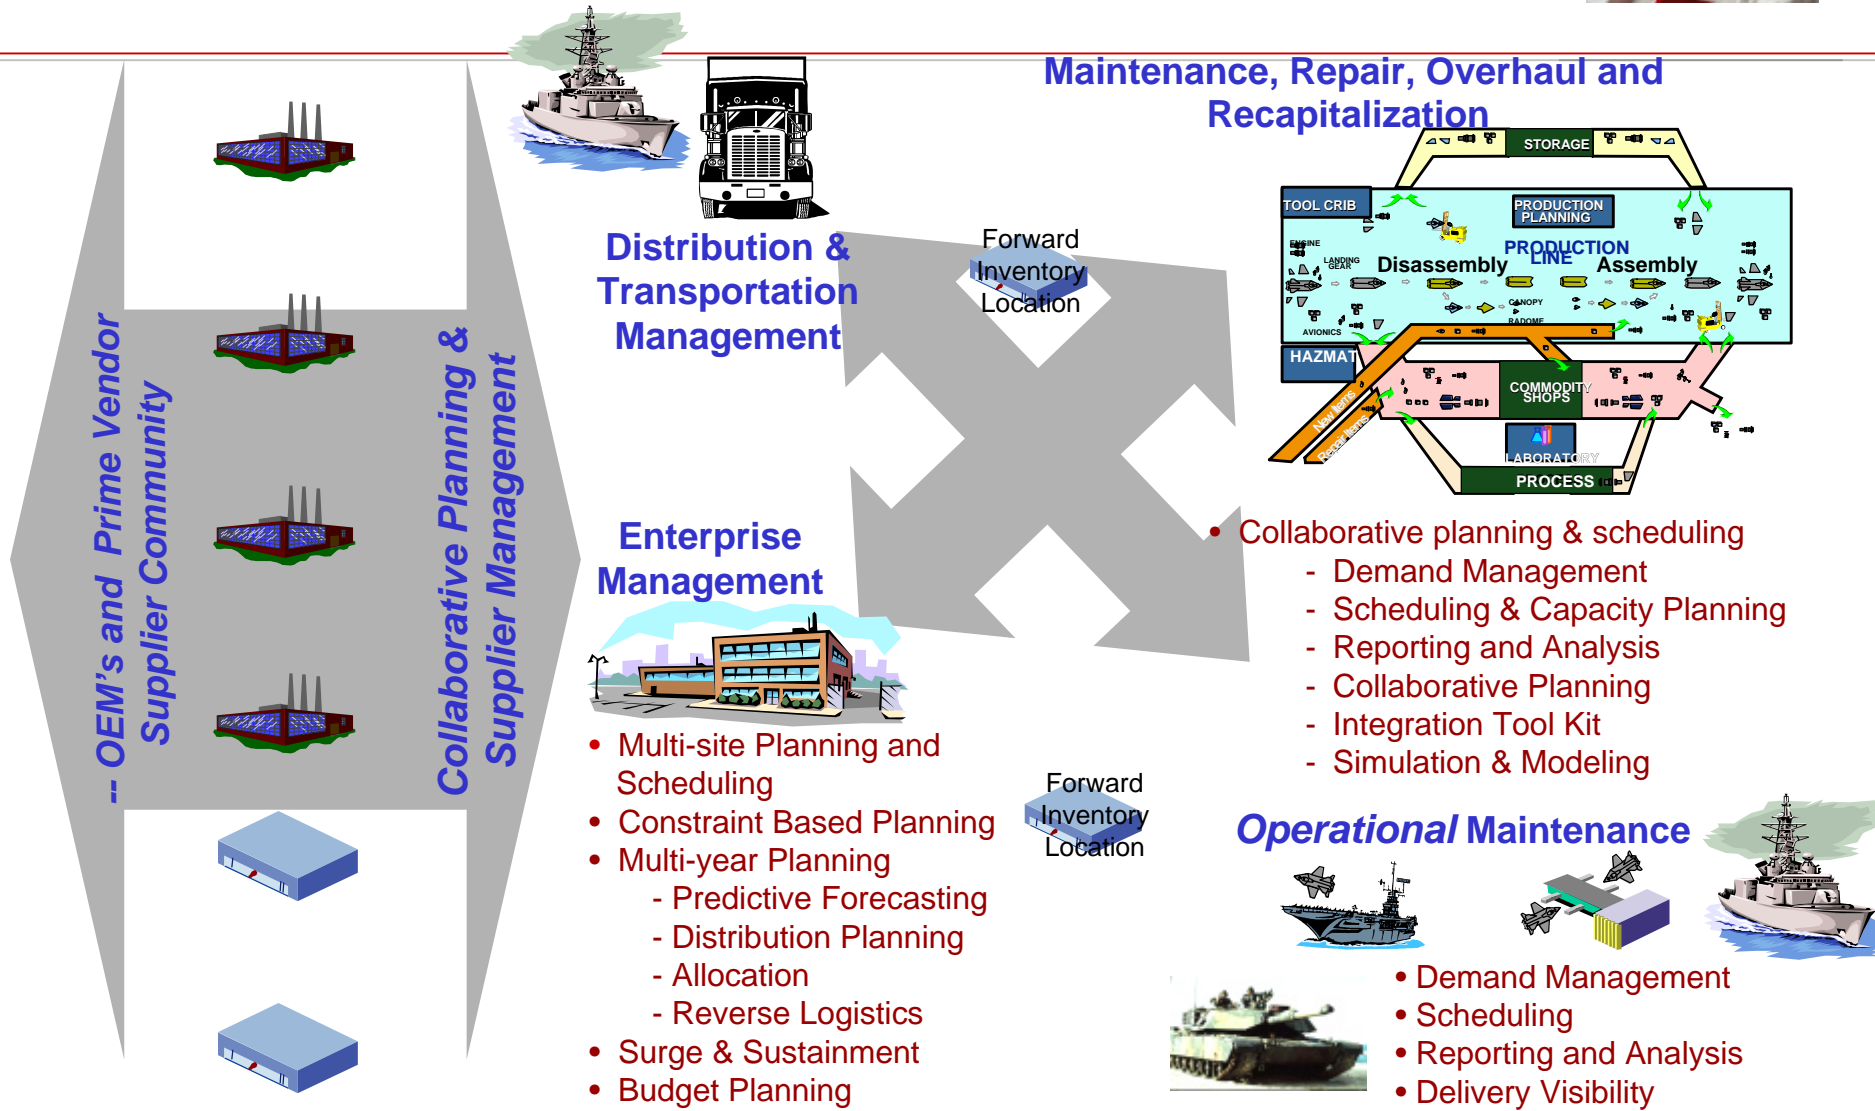 Maintenance, Repair, Overhaul and
Recapitalization
STORAGE
TOOL CRIB
PRODUCTION
PLANNING
ENGINE
PRODUCTION
LINE
LANDING
GEAR
Disassembly
Assembly
CANOPY
RADOME
AVIONICS
HAZMAT
COMMODITY
SHOPS
New Items
Repair Items
LABORATORY
PROCESS
Distribution &
Transportation
Management
Forward
Inventory
Location
-- OEM's and Prime Vendor
Supplier Community
Collaborative Planning &
Supplier Management
Enterprise
Management
• Multi-site Planning and
Scheduling
• Constraint Based Planning
• Multi-year Planning
- Predictive Forecasting
- Distribution Planning
- Allocation
- Reverse Logistics
• Surge & Sustainment
• Budget Planning
Forward
Inventory
Location
• Collaborative planning & scheduling
- Demand Management
- Scheduling & Capacity Planning
- Reporting and Analysis
- Collaborative Planning
- Integration Tool Kit
- Simulation & Modeling
Operational Maintenance
• Demand Management
• Scheduling
• Reporting and Analysis
• Delivery Visibility